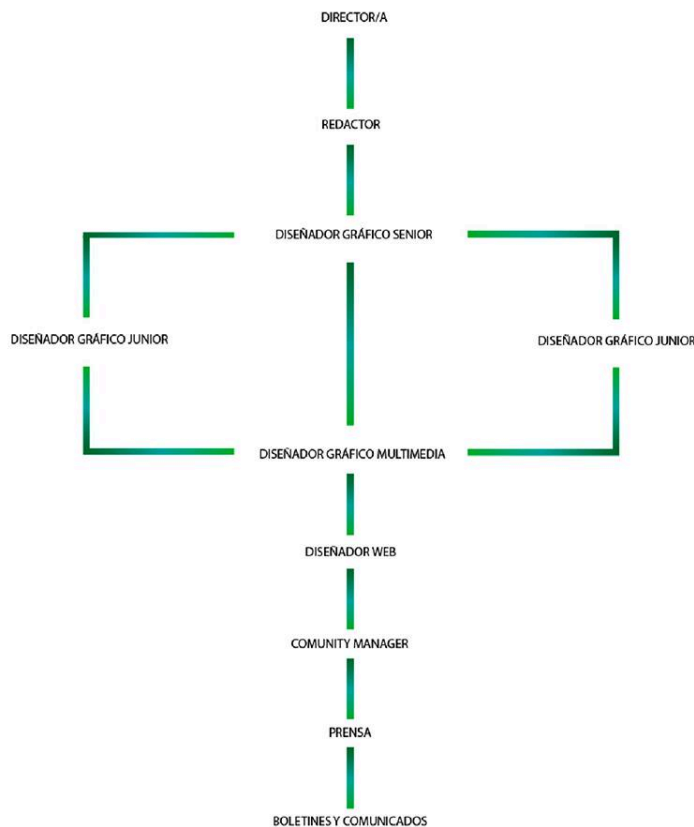 DIRECTOR/A
REDACTOR
DISEÑADOR GRÁFICO SENIOR
DISEÑADOR GRÁFICO JUNIOR
DISEÑADOR GRÁFICO JUNIOR
DISEÑADOR GRÁFICO MULTIMEDIA
DISEÑADOR WEB
COMUNITY MANAGER
PRENSA
BOLETINES Y COMUNICADOS